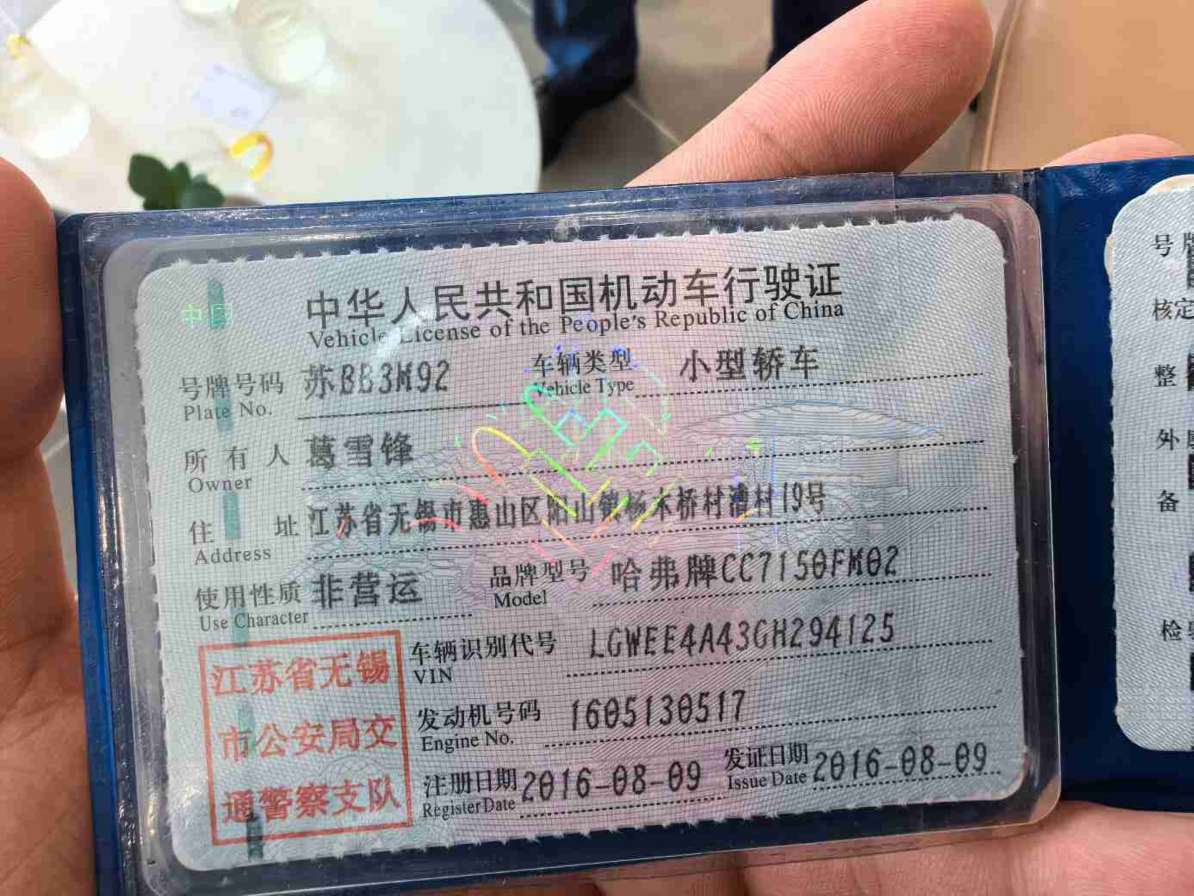 中国
中华人民共和国机动车行驶证
Vehicle License of the People's Republic of China
号牌号码 Plate No. 苏BB3M92 车辆类型 Vehicle Type 小型轿车
所有人 Owner 葛雪锋
住址 Address 江苏省无锡市惠山区阳山镇杨木桥村漕村19号
使用性质 Use Character 非营运 品牌型号 Model 哈弗牌CC7150FM02
车辆识别代号 VIN LGWEE4A43GH294125
发动机号码 Engine No. 1605130517
注册日期 Register Date 2016-08-09 发证日期 Issue Date 2016-08-09
江苏省无锡
市公安局交
通警察支队
号牌
核定
整
外
备
检验